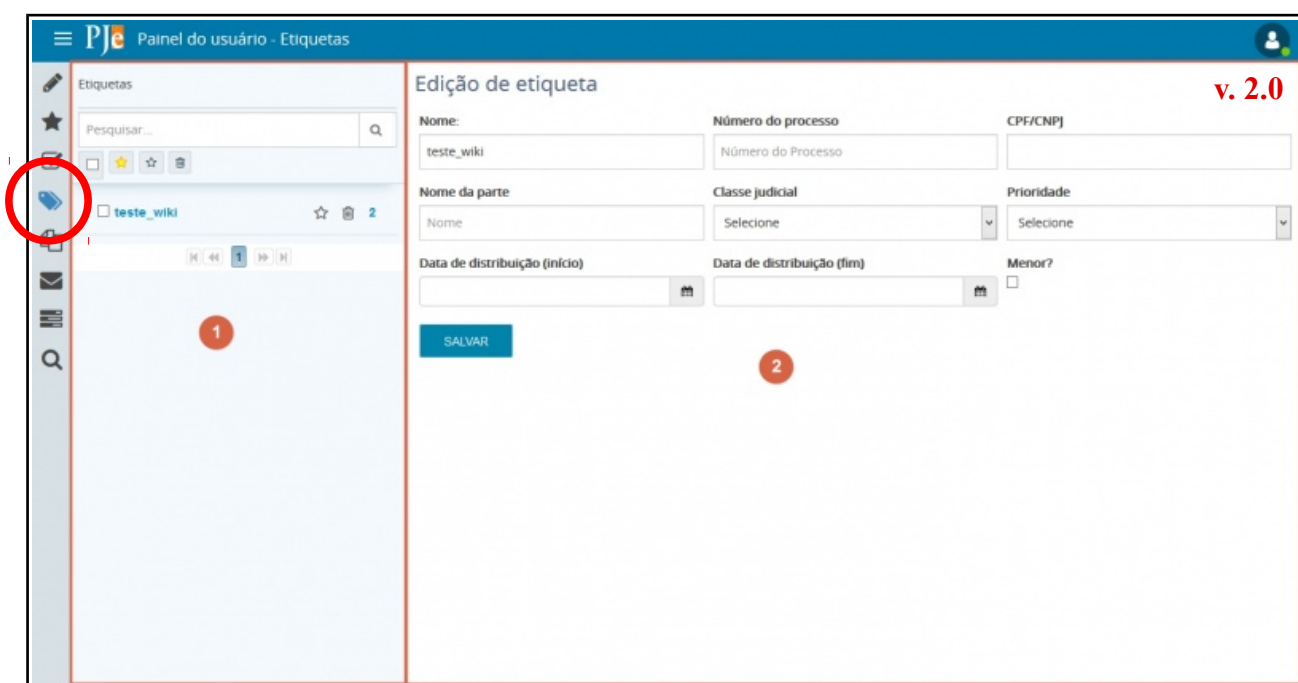 PJe Painel do usuário - Etiquetas
v. 2.0
Etiquetas
Pesquisar...
teste_wiki 2
1
1
Edição de etiqueta
Nome: Número do processo CPF/CNPJ
teste_wiki Número do Processo
Nome da parte Classe judicial Prioridade
Nome Selecione Selecione
Data de distribuição (início) Data de distribuição (fim) Menor?
SALVAR
2